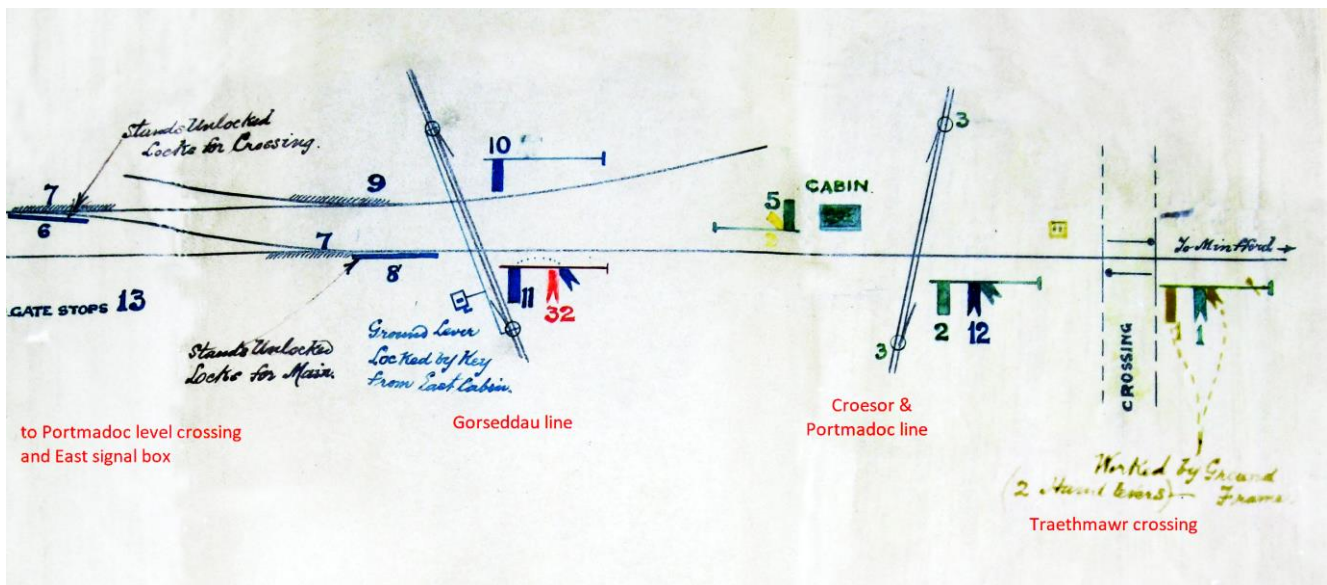 Stands Unlocked
Locks for Crossing.
7
6
9
10
7
8
GATE STOPS 13
Stands Unlocked
Locks for Main.
Ground Lever
Locked by Key
from East Cabin.
11
32
5
CABIN
3
3
2
12
CROSSING
To Minfford
1
Worked by Ground
(2 Hand levers) Frame
to Portmadoc level crossing
and East signal box
Gorseddau line
Croesor &
Portmadoc line
Traethmawr crossing